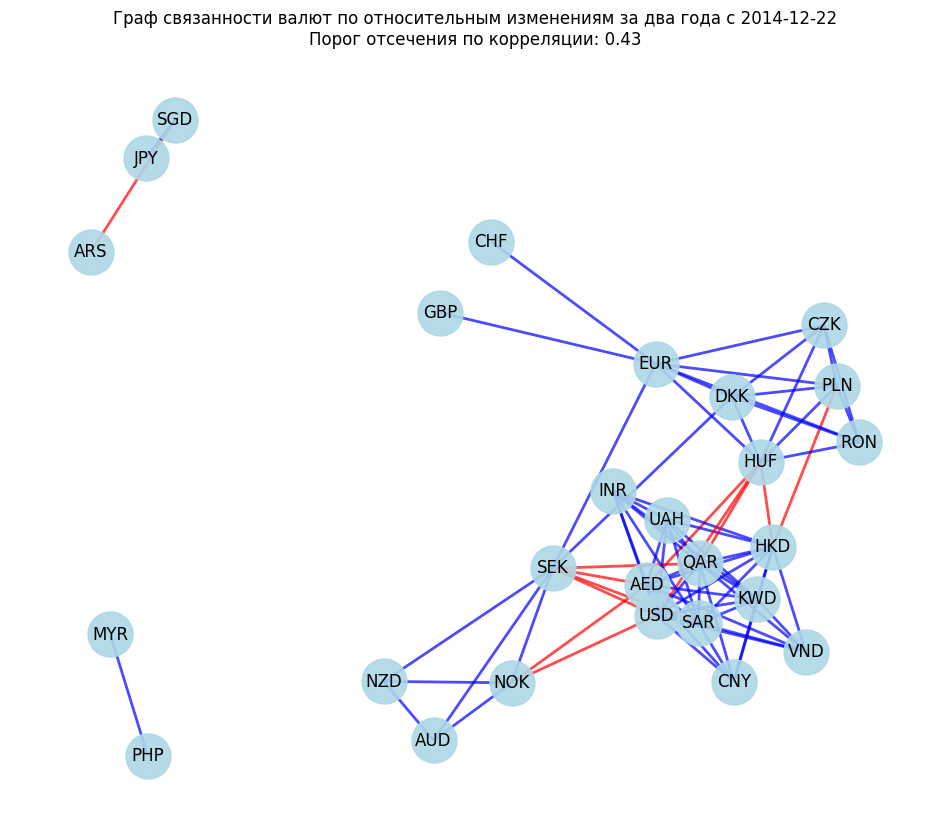 Граф связанности валют по относительным изменениям за два года с 2014-12-22
Порог отсечения по корреляции: 0.43
SGD
JPY
ARS
CHF
GBP
CZK
EUR
PLN
DKK
RON
HUF
INR
UAH
HKD
QAR
SEK
AED
KWD
USD
SAR
MYR
VND
NZD
NOK
CNY
AUD
PHP